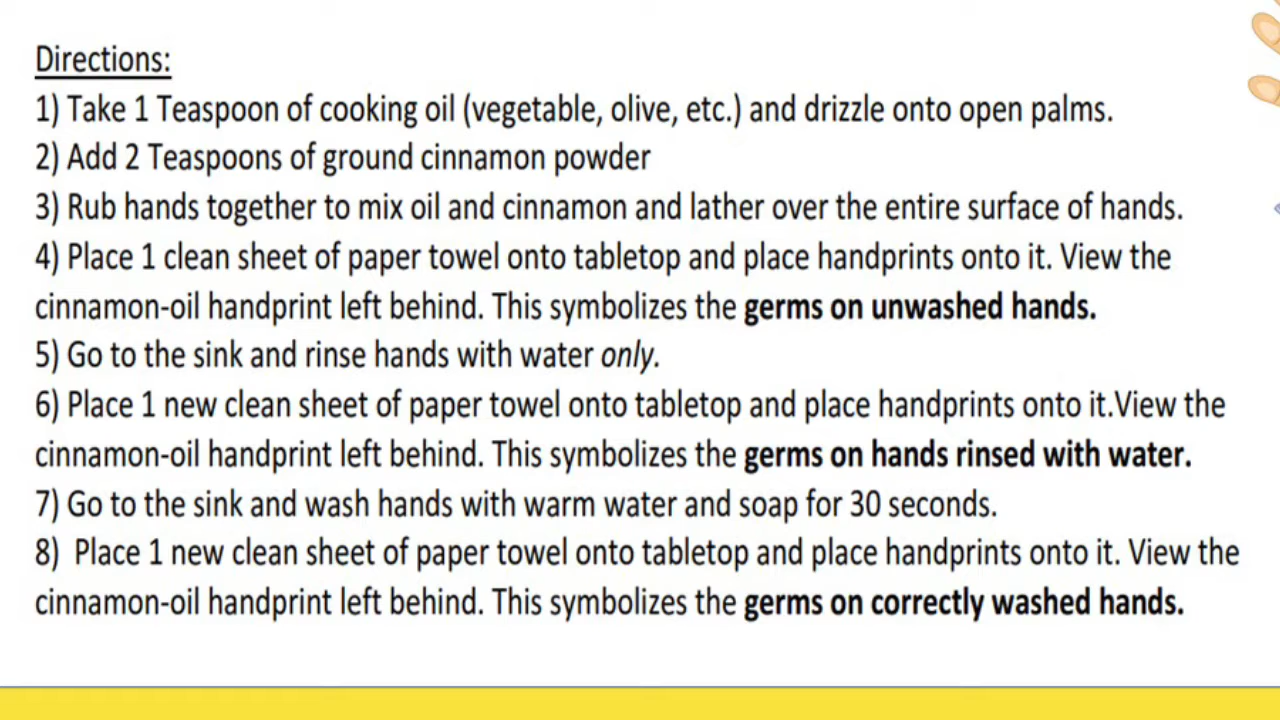 Directions:
1) Take 1 Teaspoon of cooking oil (vegetable, olive, etc.) and drizzle onto open palms.
2) Add 2 Teaspoons of ground cinnamon powder
3) Rub hands together to mix oil and cinnamon and lather over the entire surface of hands.
4) Place 1 clean sheet of paper towel onto tabletop and place handprints onto it. View the
cinnamon-oil handprint left behind. This symbolizes the germs on unwashed hands.
5) Go to the sink and rinse hands with water only.
6) Place 1 new clean sheet of paper towel onto tabletop and place handprints onto it.View the
cinnamon-oil handprint left behind. This symbolizes the germs on hands rinsed with water.
7) Go to the sink and wash hands with warm water and soap for 30 seconds.
8)  Place 1 new clean sheet of paper towel onto tabletop and place handprints onto it. View the
cinnamon-oil handprint left behind. This symbolizes the germs on correctly washed hands.